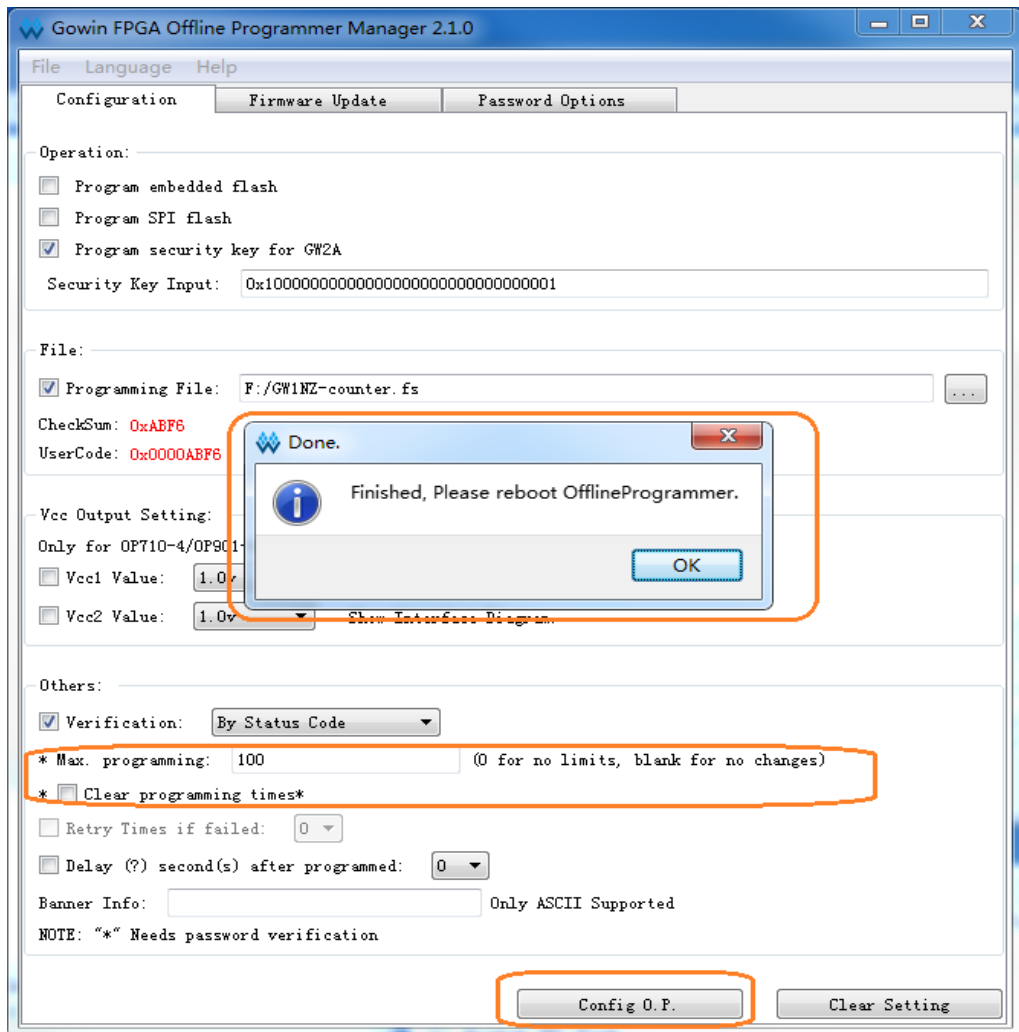 Gowin FPGA Offline Programmer Manager 2.1.0
File Language Help
Configuration Firmware Update Password Options
Operation:
Program embedded flash
Program SPI flash
Program security key for GW2A
Security Key Input: 0x10000000000000000000000000000001
File:
Programming File: F:/GW1NZ-counter.fs ...
CheckSum: 0xABF6
UserCode: 0x0000ABF6
Done.
Finished, Please reboot OfflineProgrammer.
OK
Vcc Output Setting:
Only for OP710-4/OP901-
Vcc1 Value: 1.0v
Vcc2 Value: 1.0v Show Interface Diagram.
Others:
Verification: By Status Code
* Max. programming: 100 (0 for no limits, blank for no changes)
* Clear programming times*
Retry Times if failed: 0
Delay (?) second(s) after programmed: 0
Banner Info: Only ASCII Supported
NOTE: "*" Needs password verification
Config O.P. Clear Setting